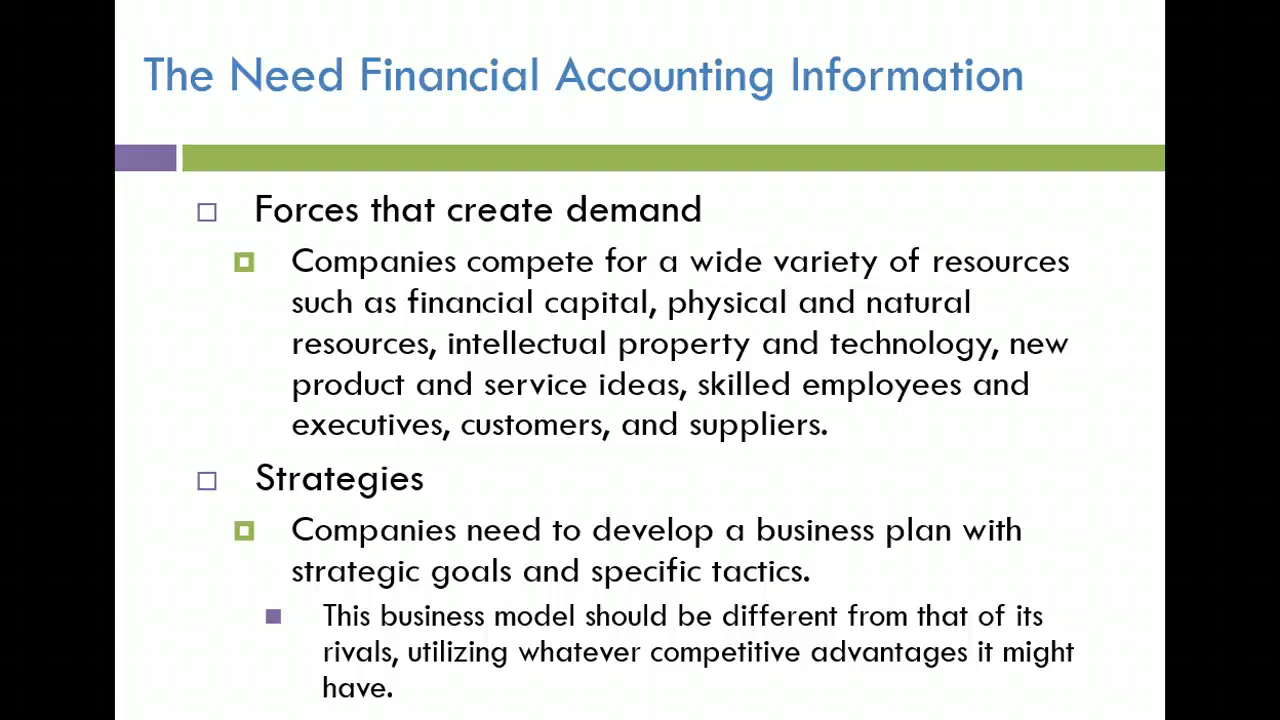 The Need Financial Accounting Information
Forces that create demand
Companies compete for a wide variety of resources
such as financial capital, physical and natural
resources, intellectual property and technology, new
product and service ideas, skilled employees and
executives, customers, and suppliers.
Strategies
Companies need to develop a business plan with
strategic goals and specific tactics.
This business model should be different from that of its
rivals, utilizing whatever competitive advantages it might
have.